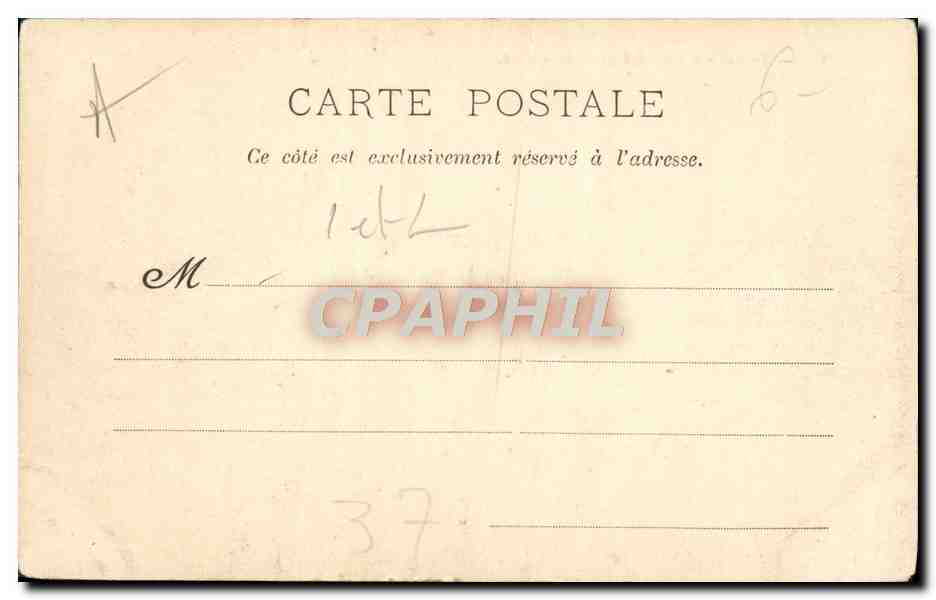 A 6-
CARTE POSTALE
Ce côté est exclusivement réservé à l'adresse.
1 et L
M
CPAPHIL
37.